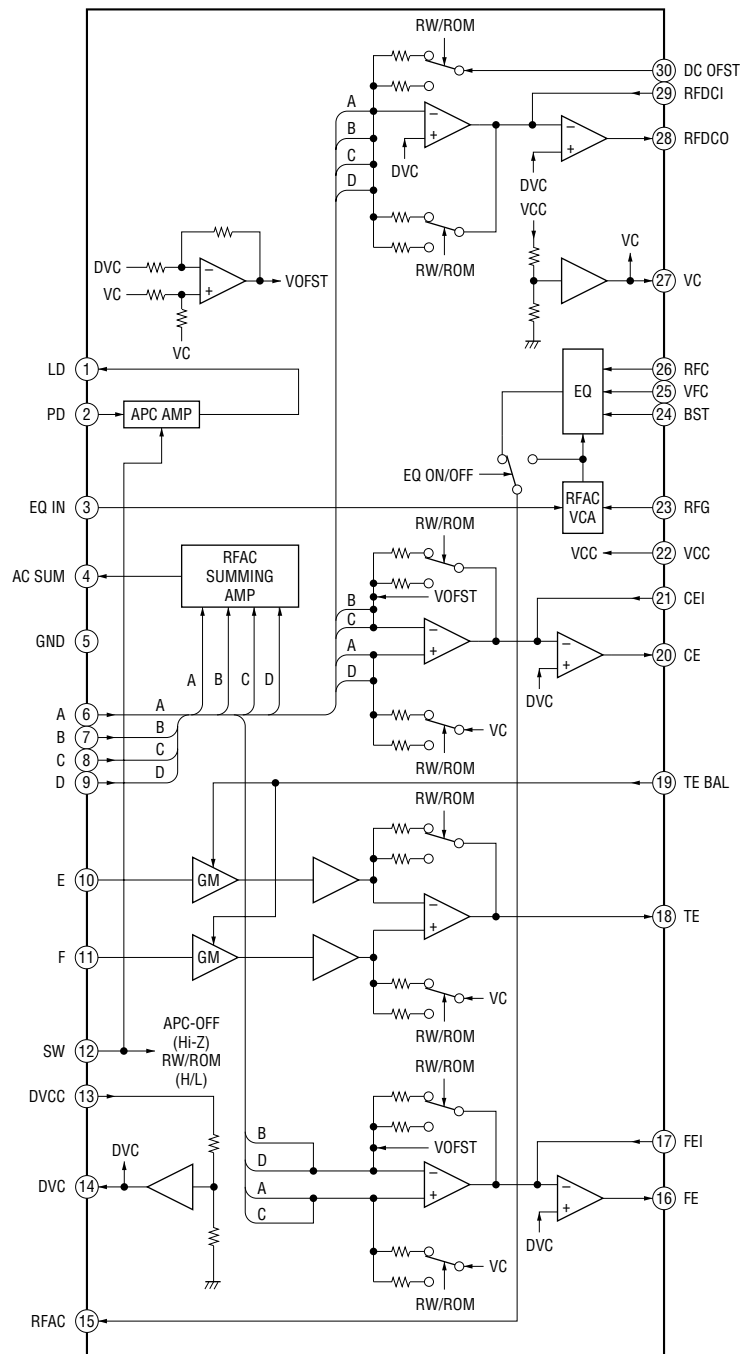 RW/ROM
30 DC OFST
29 RFDCI
A
B
C
D
DVC
28 RFDCO
DVC
VCC
RW/ROM
DVC
VC
VOFST
VC
VC
27 VC
LD 1
PD 2
APC AMP
EQ
26 RFC
25 VFC
24 BST
EQ ON/OFF
EQ IN 3
RFAC
VCA
23 RFG
RW/ROM
VCC
22 VCC
AC SUM 4
RFAC
SUMMING
AMP
VOFST
21 CEI
B
C
A
D
20 CE
DVC
GND 5
A
B
C
D
A 6
A
B 7
B
C 8
C
D 9
D
VC
RW/ROM
19 TE BAL
RW/ROM
E 10
GM
18 TE
F 11
GM
VC
RW/ROM
SW 12
APC-OFF
(Hi-Z)
RW/ROM
(H/L)
RW/ROM
DVCC 13
B
D
A
C
VOFST
17 FEI
DVC
DVC 14
16 FE
DVC
VC
RW/ROM
RFAC 15
−
+
−
+
−
+
−
+
−
+
−
+
−
+
−
+